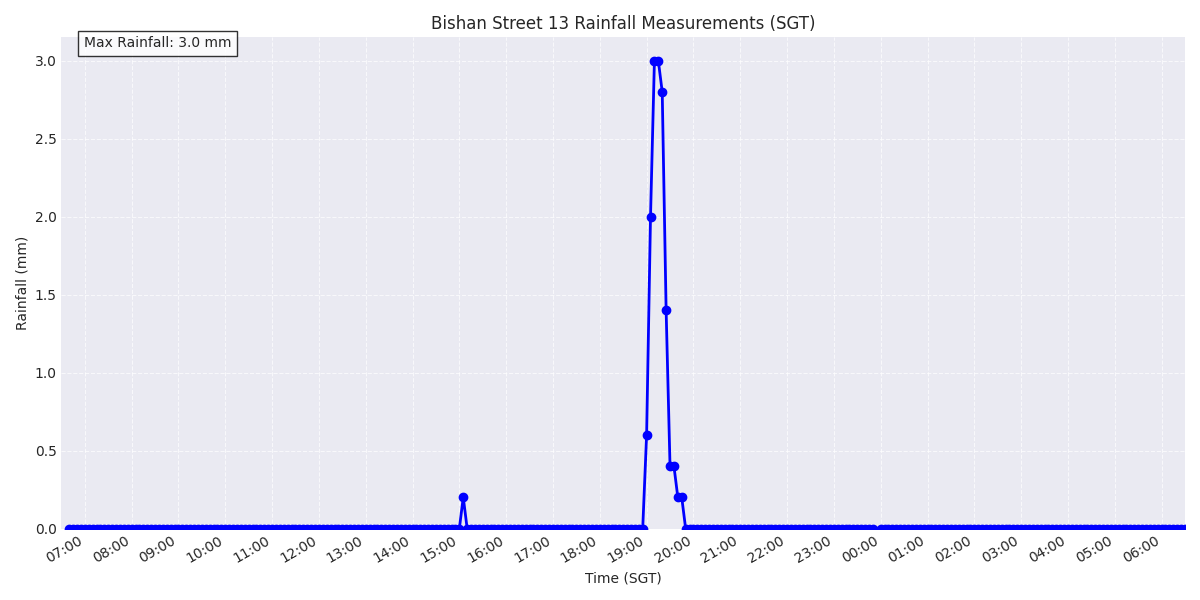 Bishan Street 13 Rainfall Measurements (SGT)
Max Rainfall: 3.0 mm
3.0
2.5
2.0
1.5
1.0
0.5
0.0
Rainfall (mm)
07:00 08:00 09:00 10:00 11:00 12:00 13:00 14:00 15:00 16:00 17:00 18:00 19:00 20:00 21:00 22:00 23:00 00:00 01:00 02:00 03:00 04:00 05:00 06:00
Time (SGT)